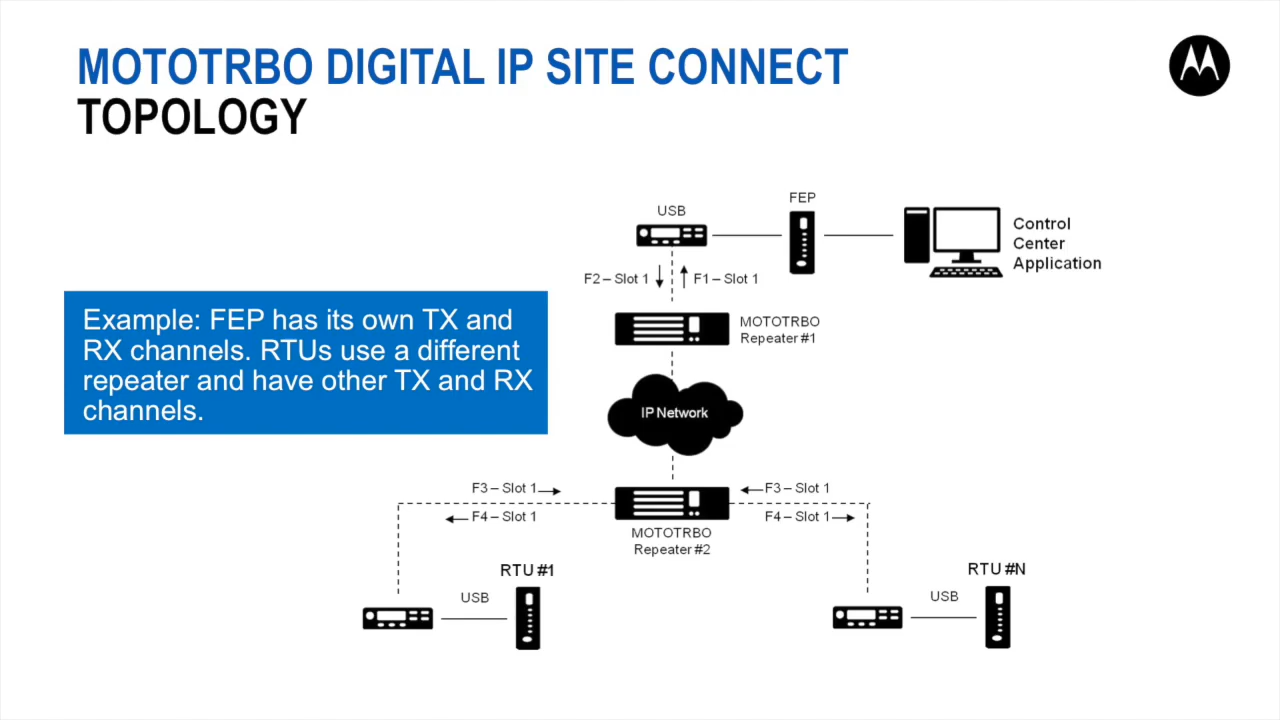 MOTOTRBO DIGITAL IP SITE CONNECT
TOPOLOGY
FEP
USB
Control
Center
Application
F2 – Slot 1
F1 – Slot 1
Example: FEP has its own TX and
RX channels. RTUs use a different
repeater and have other TX and RX
channels.
MOTOTRBO
Repeater #1
IP Network
F3 – Slot 1
F3 – Slot 1
F4 – Slot 1
F4 – Slot 1
MOTOTRBO
Repeater #2
RTU #1
RTU #N
USB
USB